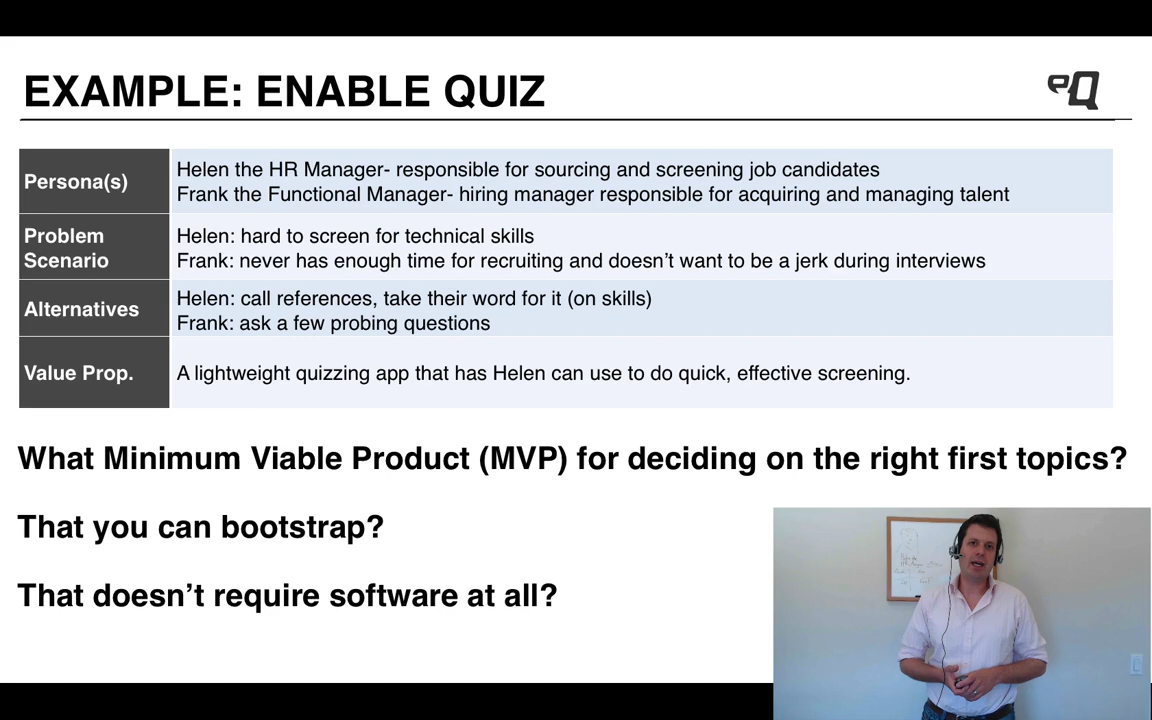 EXAMPLE: ENABLE QUIZ
eQ
Persona(s)
Helen the HR Manager- responsible for sourcing and screening job candidates
Frank the Functional Manager- hiring manager responsible for acquiring and managing talent
Problem
Scenario
Helen: hard to screen for technical skills
Frank: never has enough time for recruiting and doesn't want to be a jerk during interviews
Alternatives
Helen: call references, take their word for it (on skills)
Frank: ask a few probing questions
Value Prop.
A lightweight quizzing app that has Helen can use to do quick, effective screening.
What Minimum Viable Product (MVP) for deciding on the right first topics?
That you can bootstrap?
That doesn't require software at all?